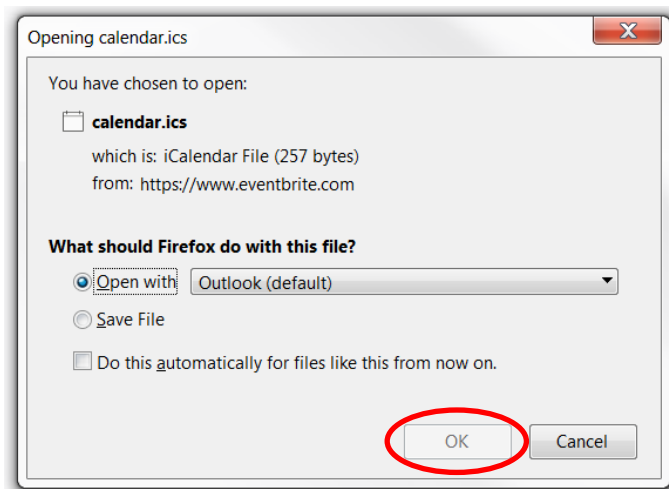 Opening calendar.ics
You have chosen to open:
calendar.ics
which is: iCalendar File (257 bytes)
from: https://www.eventbrite.com
What should Firefox do with this file?
Open with Outlook (default)
Save File
Do this automatically for files like this from now on.
OK Cancel